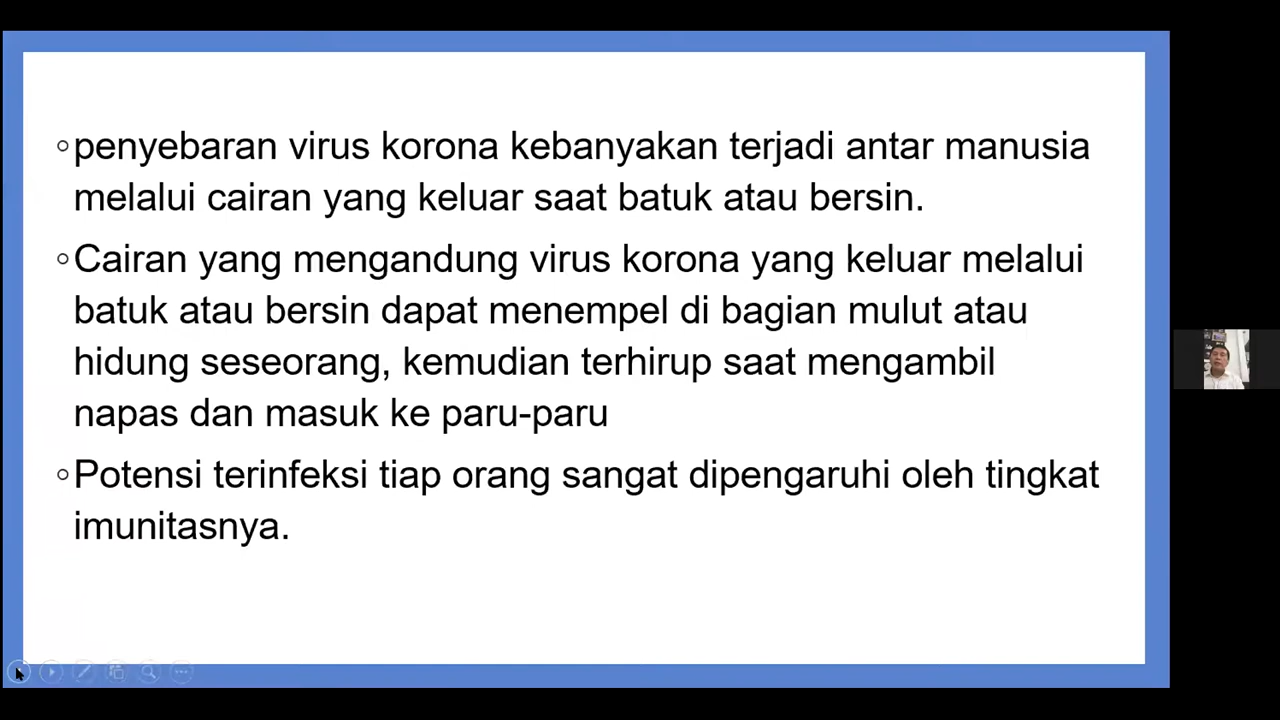 penyebaran virus korona kebanyakan terjadi antar manusia
melalui cairan yang keluar saat batuk atau bersin.
Cairan yang mengandung virus korona yang keluar melalui
batuk atau bersin dapat menempel di bagian mulut atau
hidung seseorang, kemudian terhirup saat mengambil
napas dan masuk ke paru-paru
Potensi terinfeksi tiap orang sangat dipengaruhi oleh tingkat
imunitasnya.